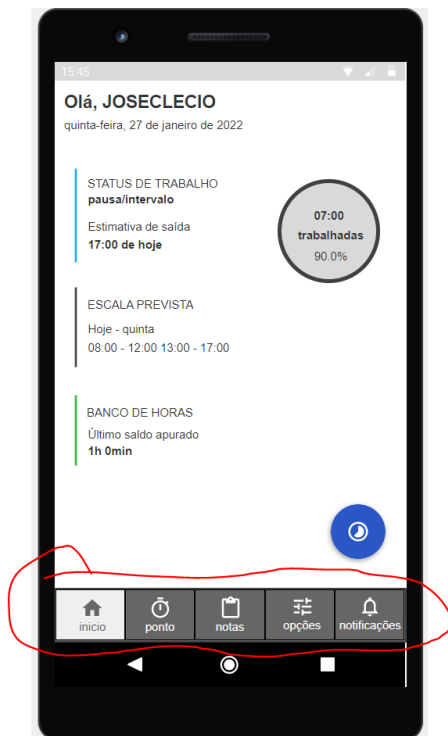 15:45
Olá, JOSECLECIO
quinta-feira, 27 de janeiro de 2022
STATUS DE TRABALHO
pausa/intervalo
Estimativa de saída
17:00 de hoje
07:00
trabalhadas
90.0%
ESCALA PREVISTA
Hoje - quinta
08:00 - 12:00 13:00 - 17:00
BANCO DE HORAS
Último saldo apurado
1h 0min
inicio
ponto
notas
opções
notificações